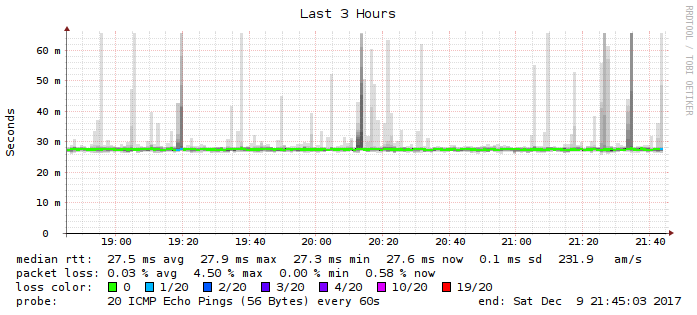 Last 3 Hours
RRDTOOL / TOBI OETIKER
Seconds
60 m
50 m
40 m
30 m
20 m
10 m
0
19:00 19:20 19:40 20:00 20:20 20:40 21:00 21:20 21:40
median rtt: 27.5 ms avg 27.9 ms max 27.3 ms min 27.6 ms now 0.1 ms sd 231.9 am/s
packet loss: 0.03 % avg 4.50 % max 0.00 % min 0.58 % now
loss color: 0 1/20 2/20 3/20 4/20 10/20 19/20
probe: 20 ICMP Echo Pings (56 Bytes) every 60s end: Sat Dec 9 21:45:03 2017